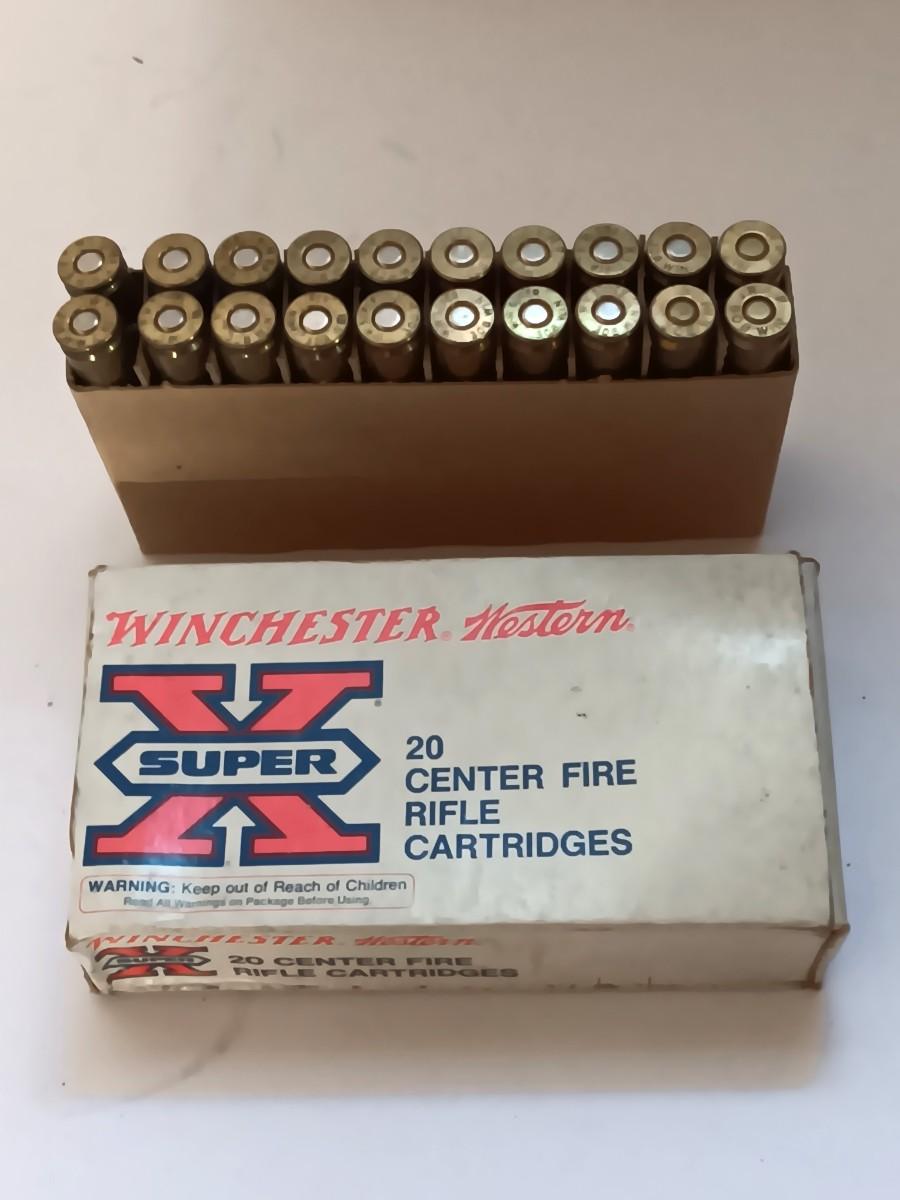 WINCHESTER® Western®
SUPER X
®
20
CENTER FIRE
RIFLE
CARTRIDGES
WARNING: Keep out of Reach of Children
Read All Warnings on Package Before Using.
WINCHESTER Western
SUPER X
20 CENTER FIRE
RIFLE CARTRIDGES